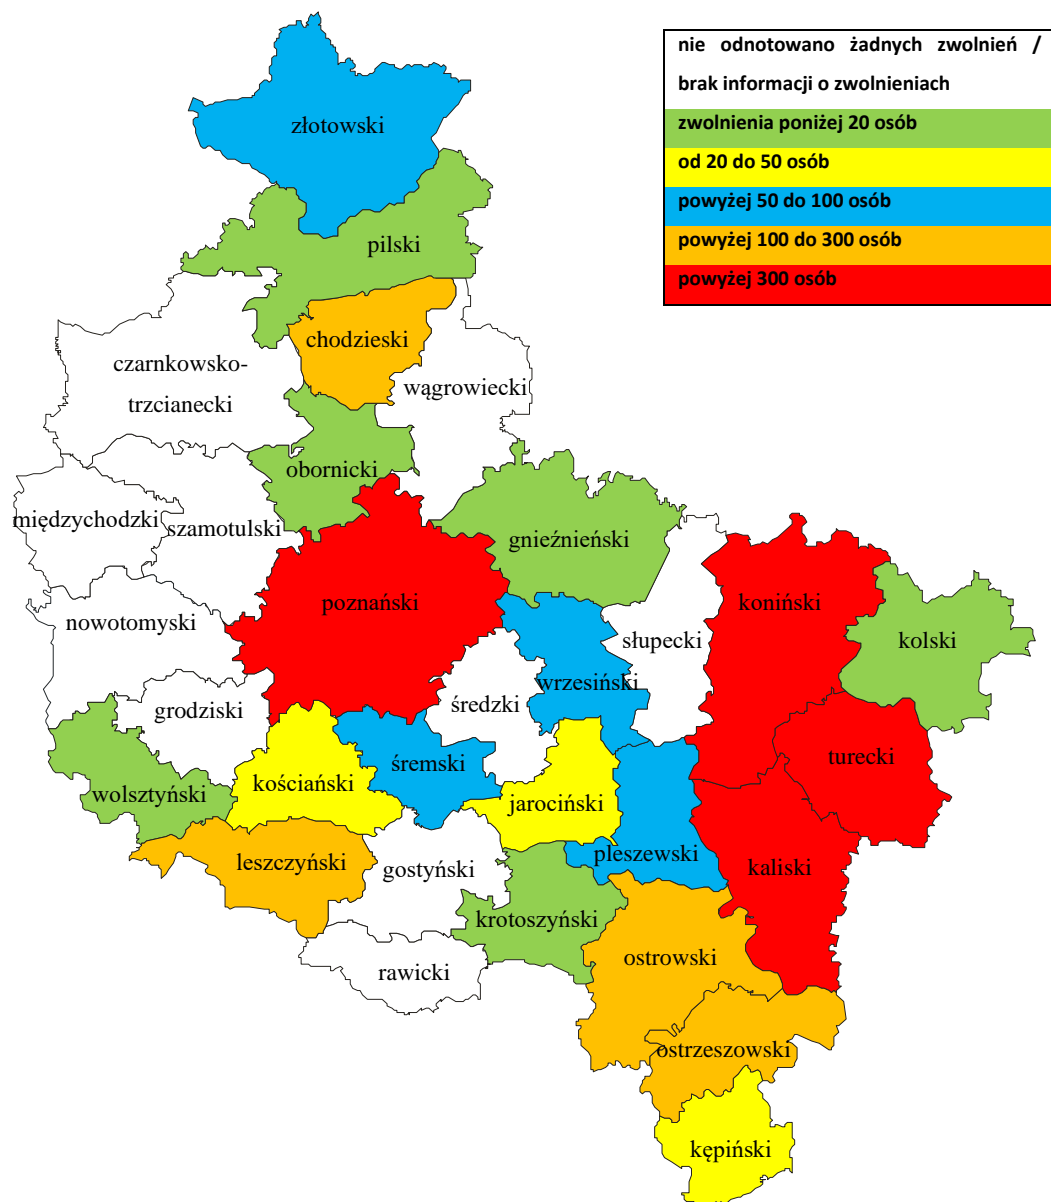 nie odnotowano żadnych zwolnień /
brak informacji o zwolnieniach
zwolnienia poniżej 20 osób
od 20 do 50 osób
powyżej 50 do 100 osób
powyżej 100 do 300 osób
powyżej 300 osób
złotowski
pilski
chodzieski
czarnkowsko-
trzcianecki
wągrowiecki
obornicki
międzychodzki
szamotulski
gnieźnieński
poznański
koniński
nowotomyski
słupecki
kolski
wrzesiński
grodziski
średzki
turecki
śremski
kościański
wolsztyński
jarociński
pleszewski
leszczyński
gostyński
kaliski
krotoszyński
ostrowski
rawicki
ostrzeszowski
kępiński